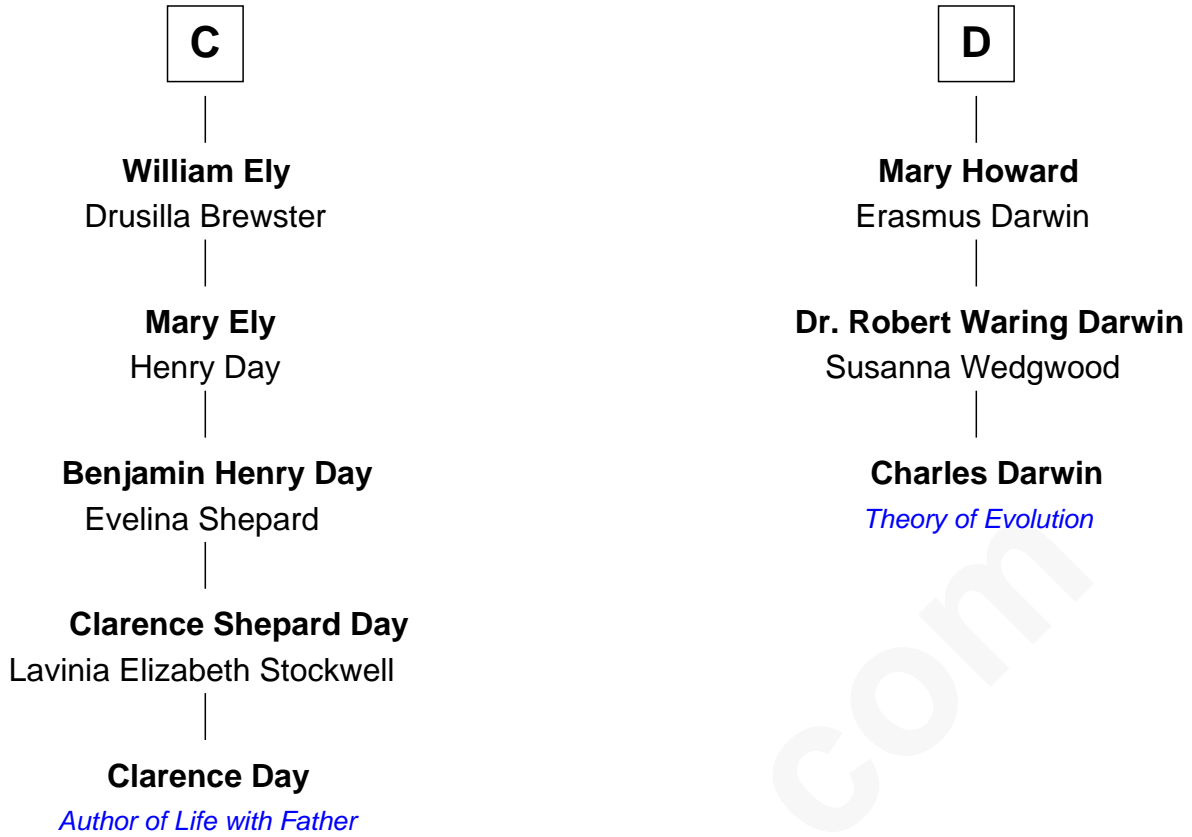 C
William Ely
Drusilla Brewster
Mary Ely
Henry Day
Benjamin Henry Day
Evelina Shepard
Clarence Shepard Day
Lavinia Elizabeth Stockwell
Clarence Day
Author of Life with Father
D
Mary Howard
Erasmus Darwin
Dr. Robert Waring Darwin
Susanna Wedgwood
Charles Darwin
Theory of Evolution
com